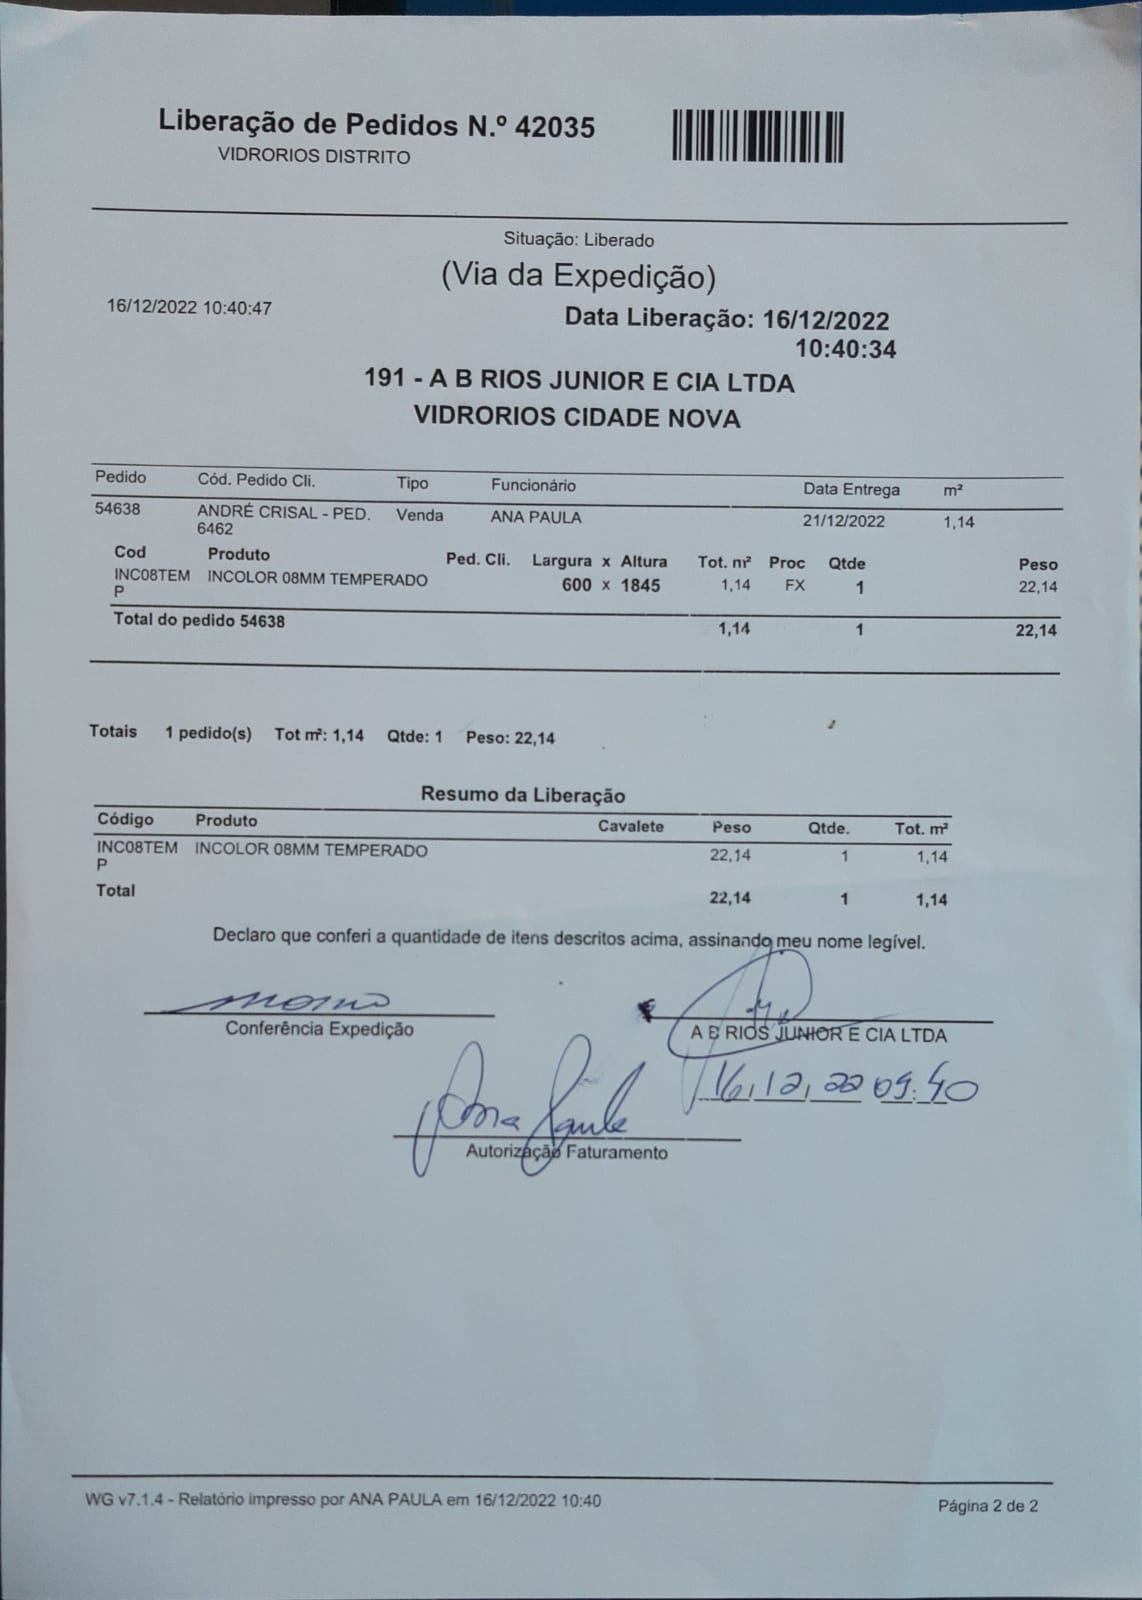 Liberação de Pedidos N.º 42035
VIDRORIOS DISTRITO
Situação: Liberado
(Via da Expedição)
16/12/2022 10:40:47
Data Liberação: 16/12/2022
10:40:34
191 - A B RIOS JUNIOR E CIA LTDA
VIDRORIOS CIDADE NOVA
Pedido Cód. Pedido Cli. Tipo Funcionário Data Entrega m²
54638 ANDRÉ CRISAL - PED. Venda ANA PAULA 21/12/2022 1,14
6462
Cod Produto Ped. Cli. Largura x Altura Tot. m² Proc Qtde Peso
INC08TEM INCOLOR 08MM TEMPERADO 600 x 1845 1,14 FX 1 22,14
P
Total do pedido 54638 1,14 1 22,14
Totais 1 pedido(s) Tot m²: 1,14 Qtde: 1 Peso: 22,14
Resumo da Liberação
Código Produto Cavalete Peso Qtde. Tot. m²
INC08TEM INCOLOR 08MM TEMPERADO 22,14 1 1,14
P
Total 22,14 1 1,14
Declaro que conferi a quantidade de itens descritos acima, assinando meu nome legível.
Conferência Expedição
A B RIOS JUNIOR E CIA LTDA
16, 12, 22 09:40
Ana Paula
Autorização Faturamento
WG v7.1.4 - Relatório impresso por ANA PAULA em 16/12/2022 10:40
Página 2 de 2